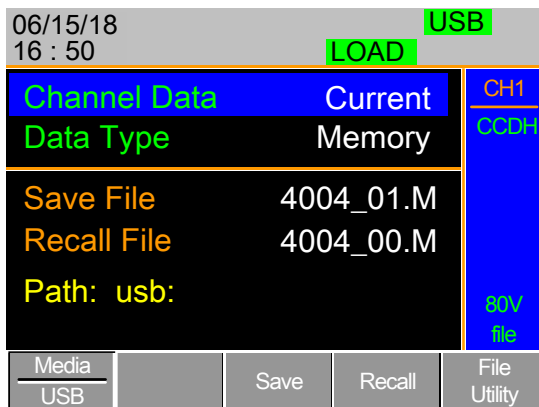 06/15/18 USB
16 : 50 LOAD
Channel Data Current
Data Type Memory
Save File 4004_01.M
Recall File 4004_00.M
Path: usb:
CH1
CCDH
80V
file
Media
USB
Save
Recall
File
Utility